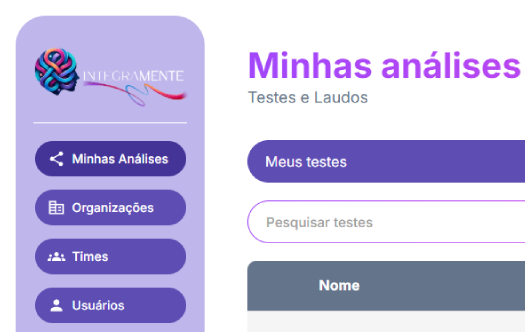 INTEGRAMENTE
Minhas Análises
Organizações
Times
Usuários
Minhas análises
Testes e Laudos
Meus testes
Pesquisar testes
Nome